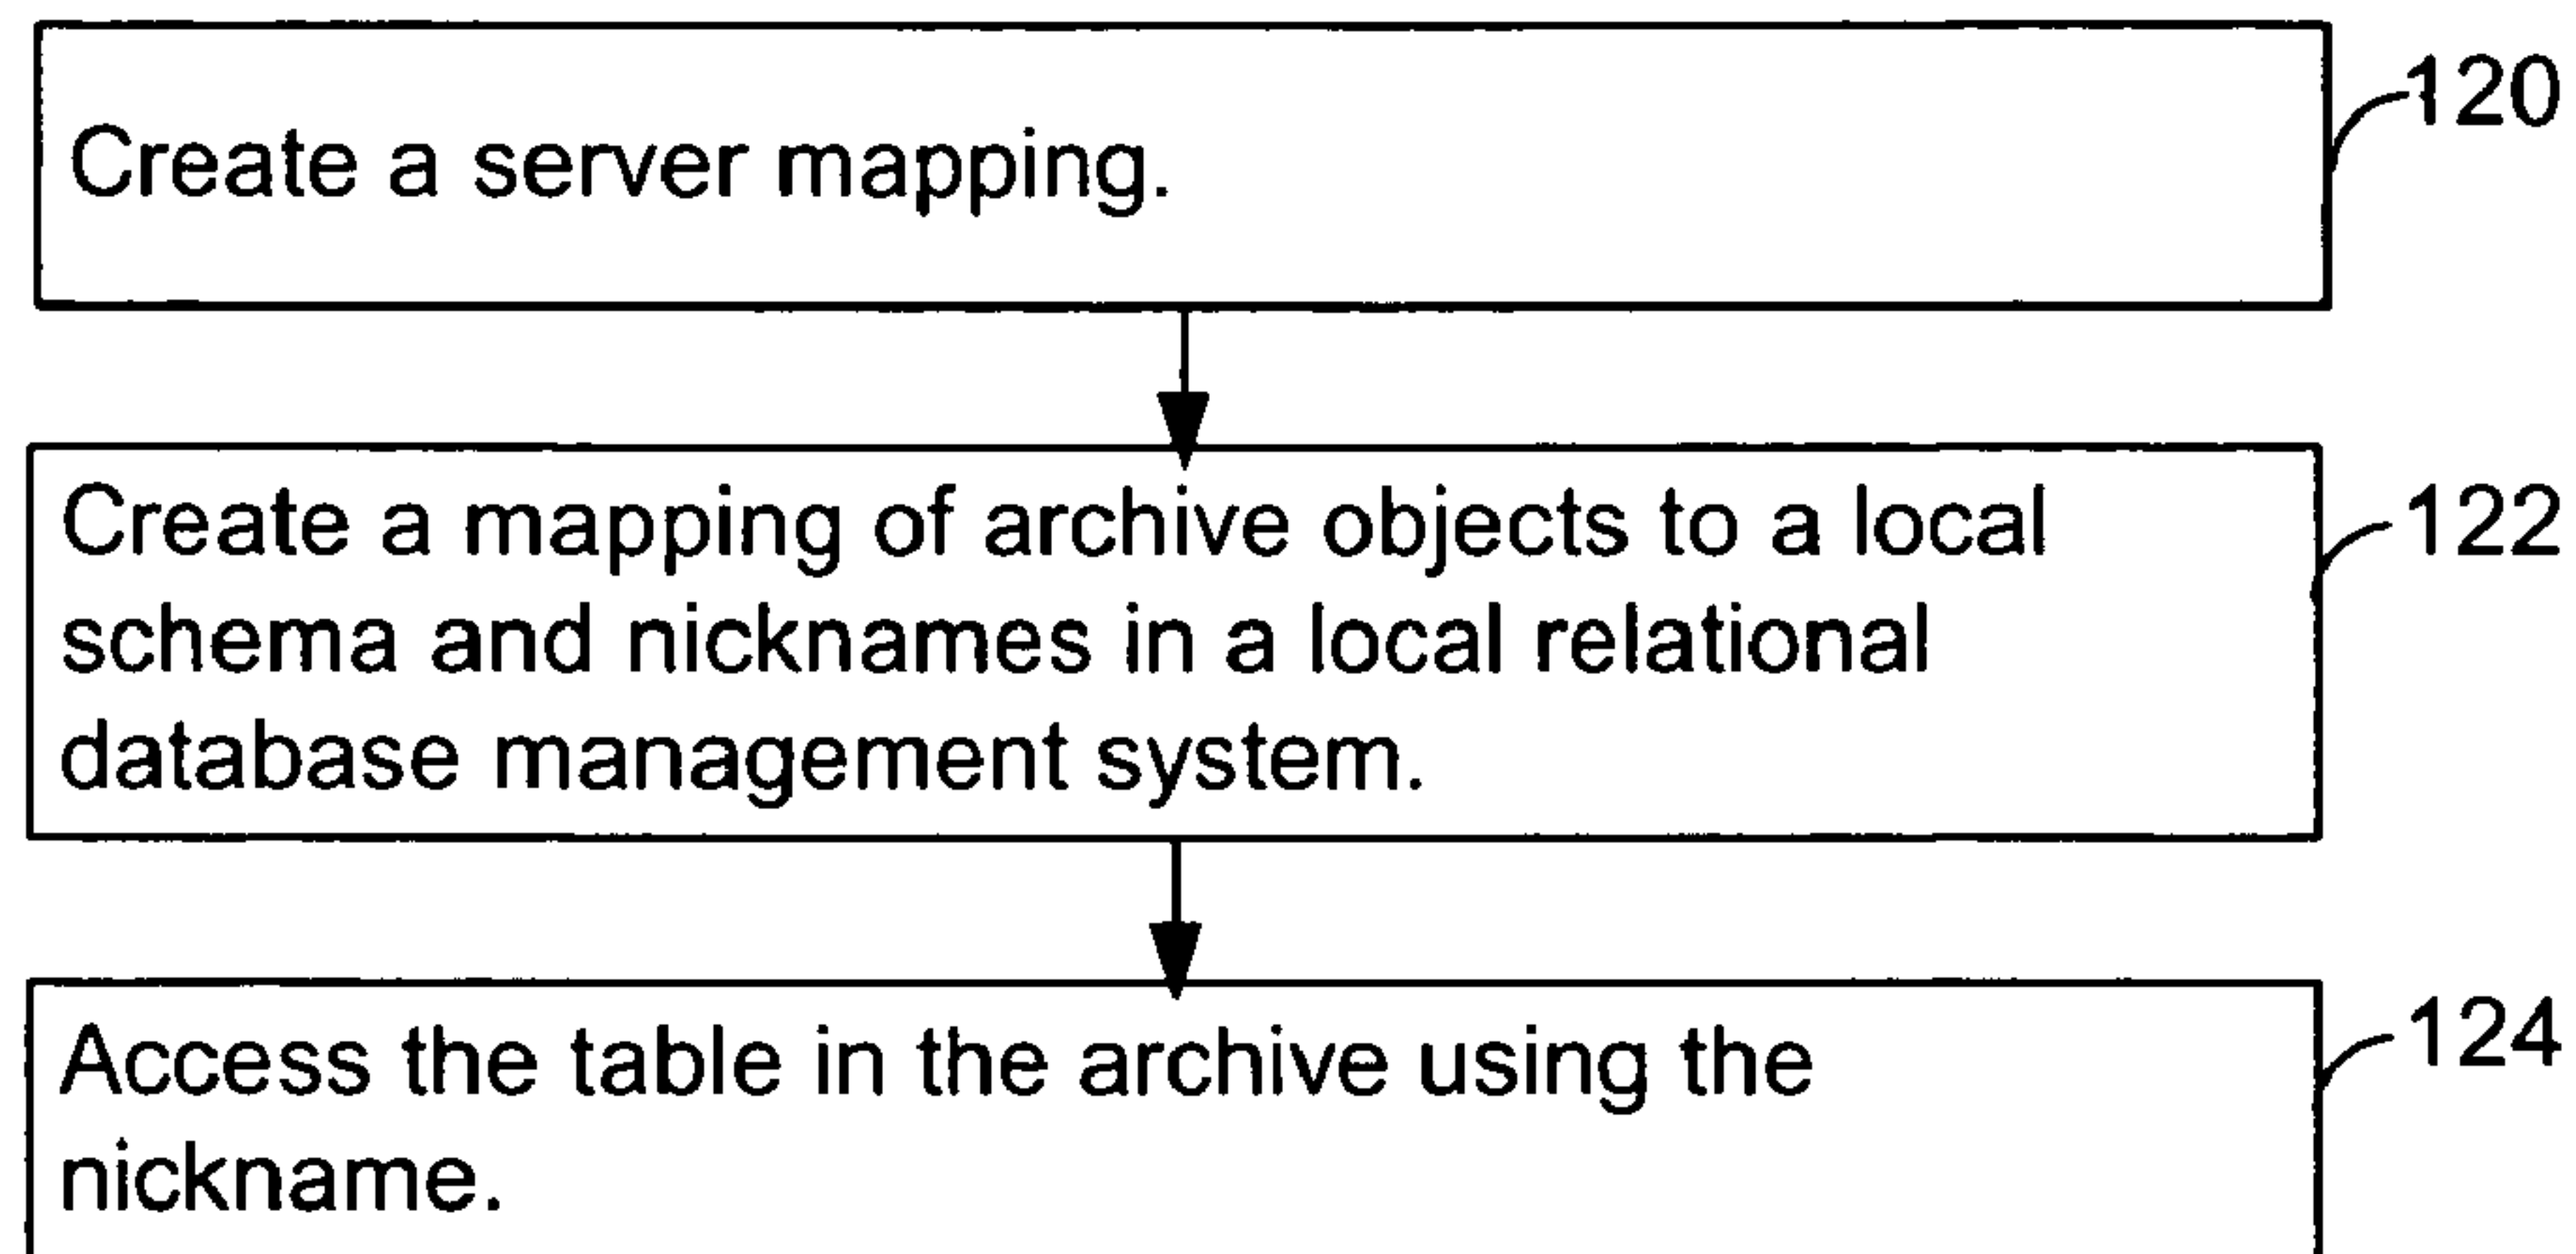 120
Create a server mapping.
122
Create a mapping of archive objects to a local
schema and nicknames in a local relational
database management system.
124
Access the table in the archive using the
nickname.